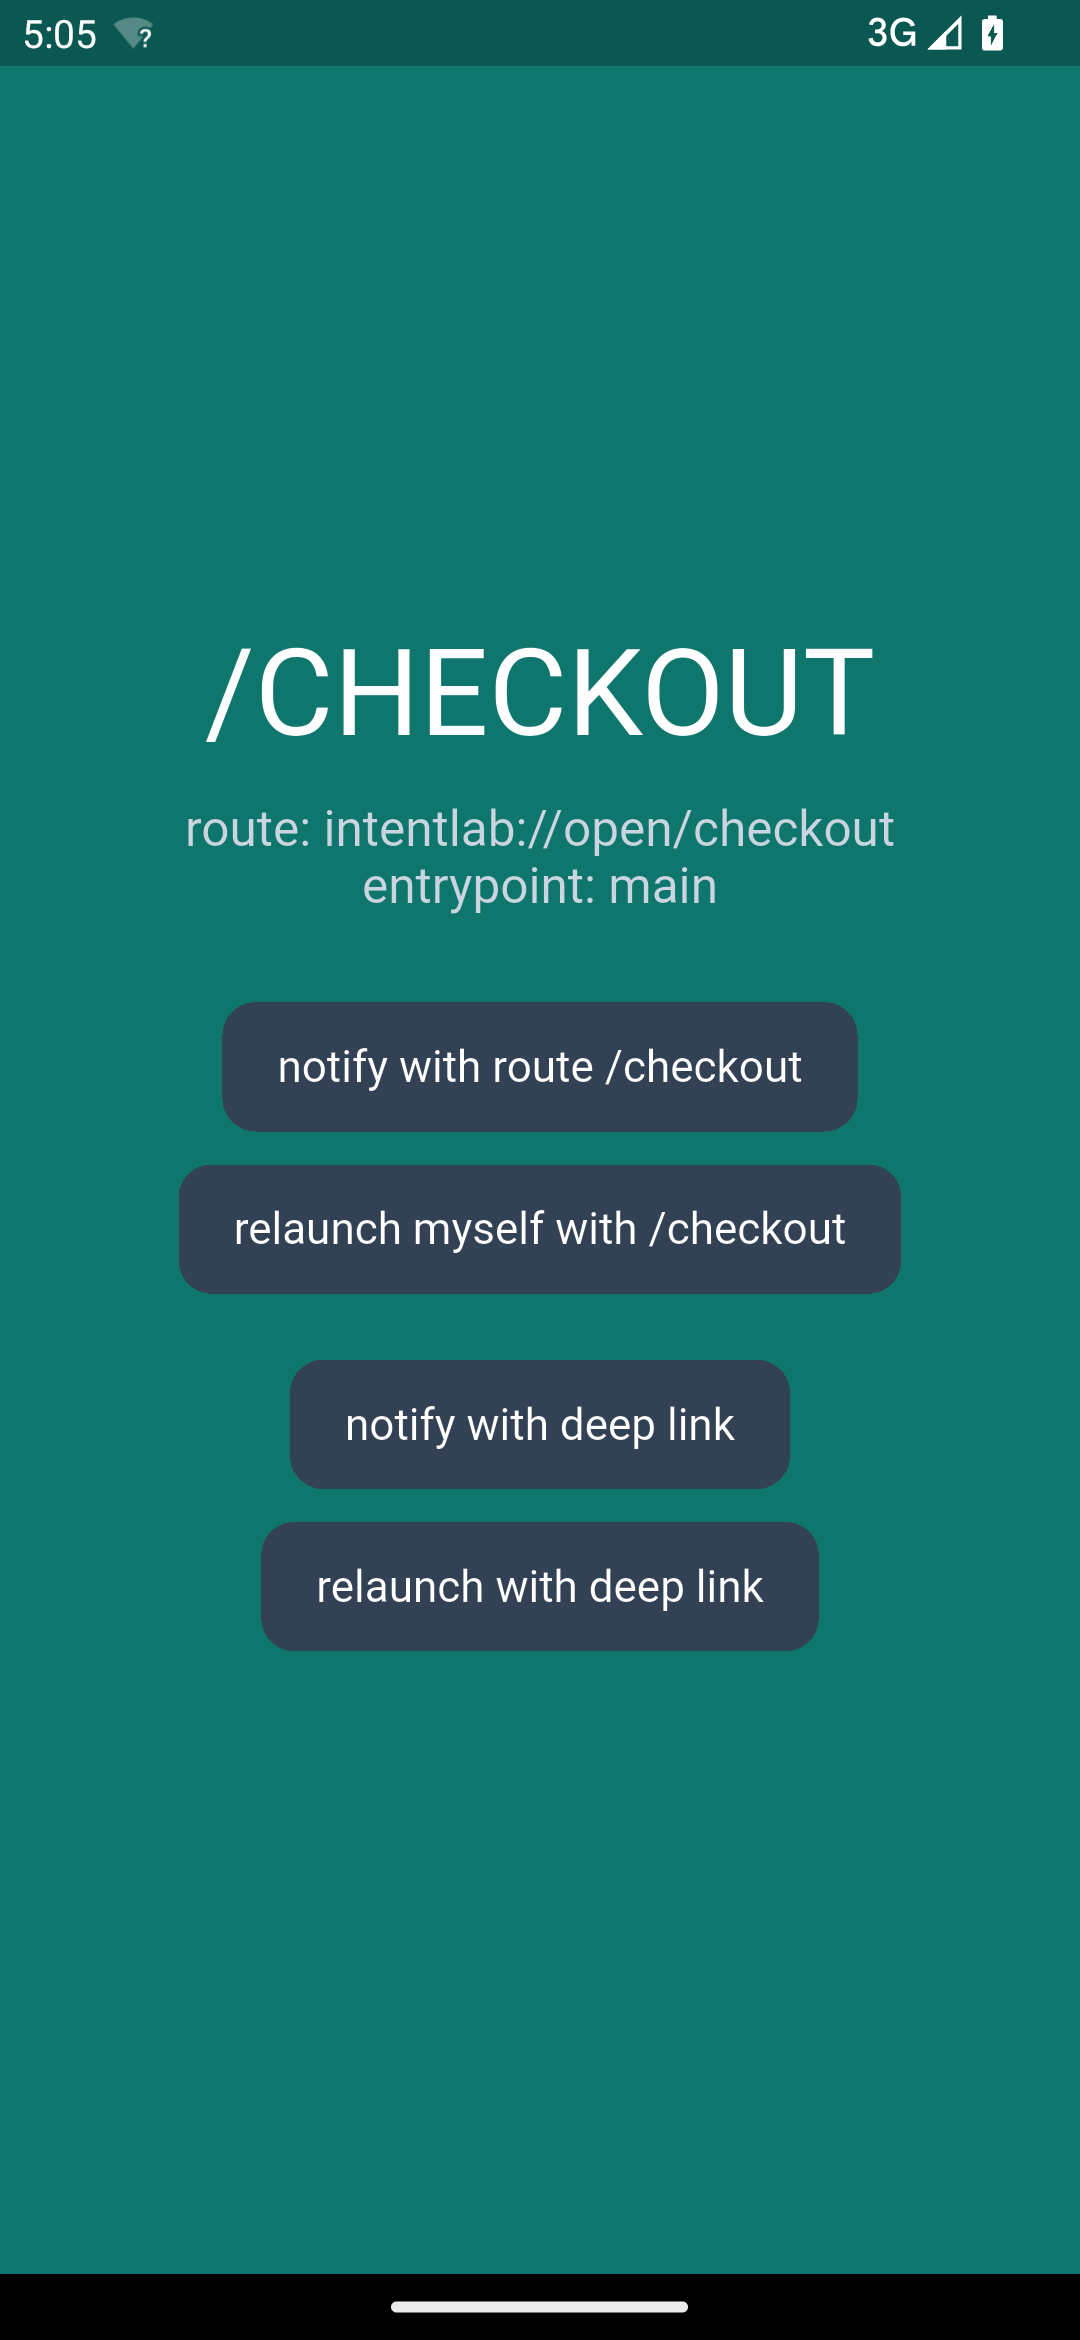 5:05
3G
/CHECKOUT
route: intentlab://open/checkout
entrypoint: main
notify with route /checkout
relaunch myself with /checkout
notify with deep link
relaunch with deep link